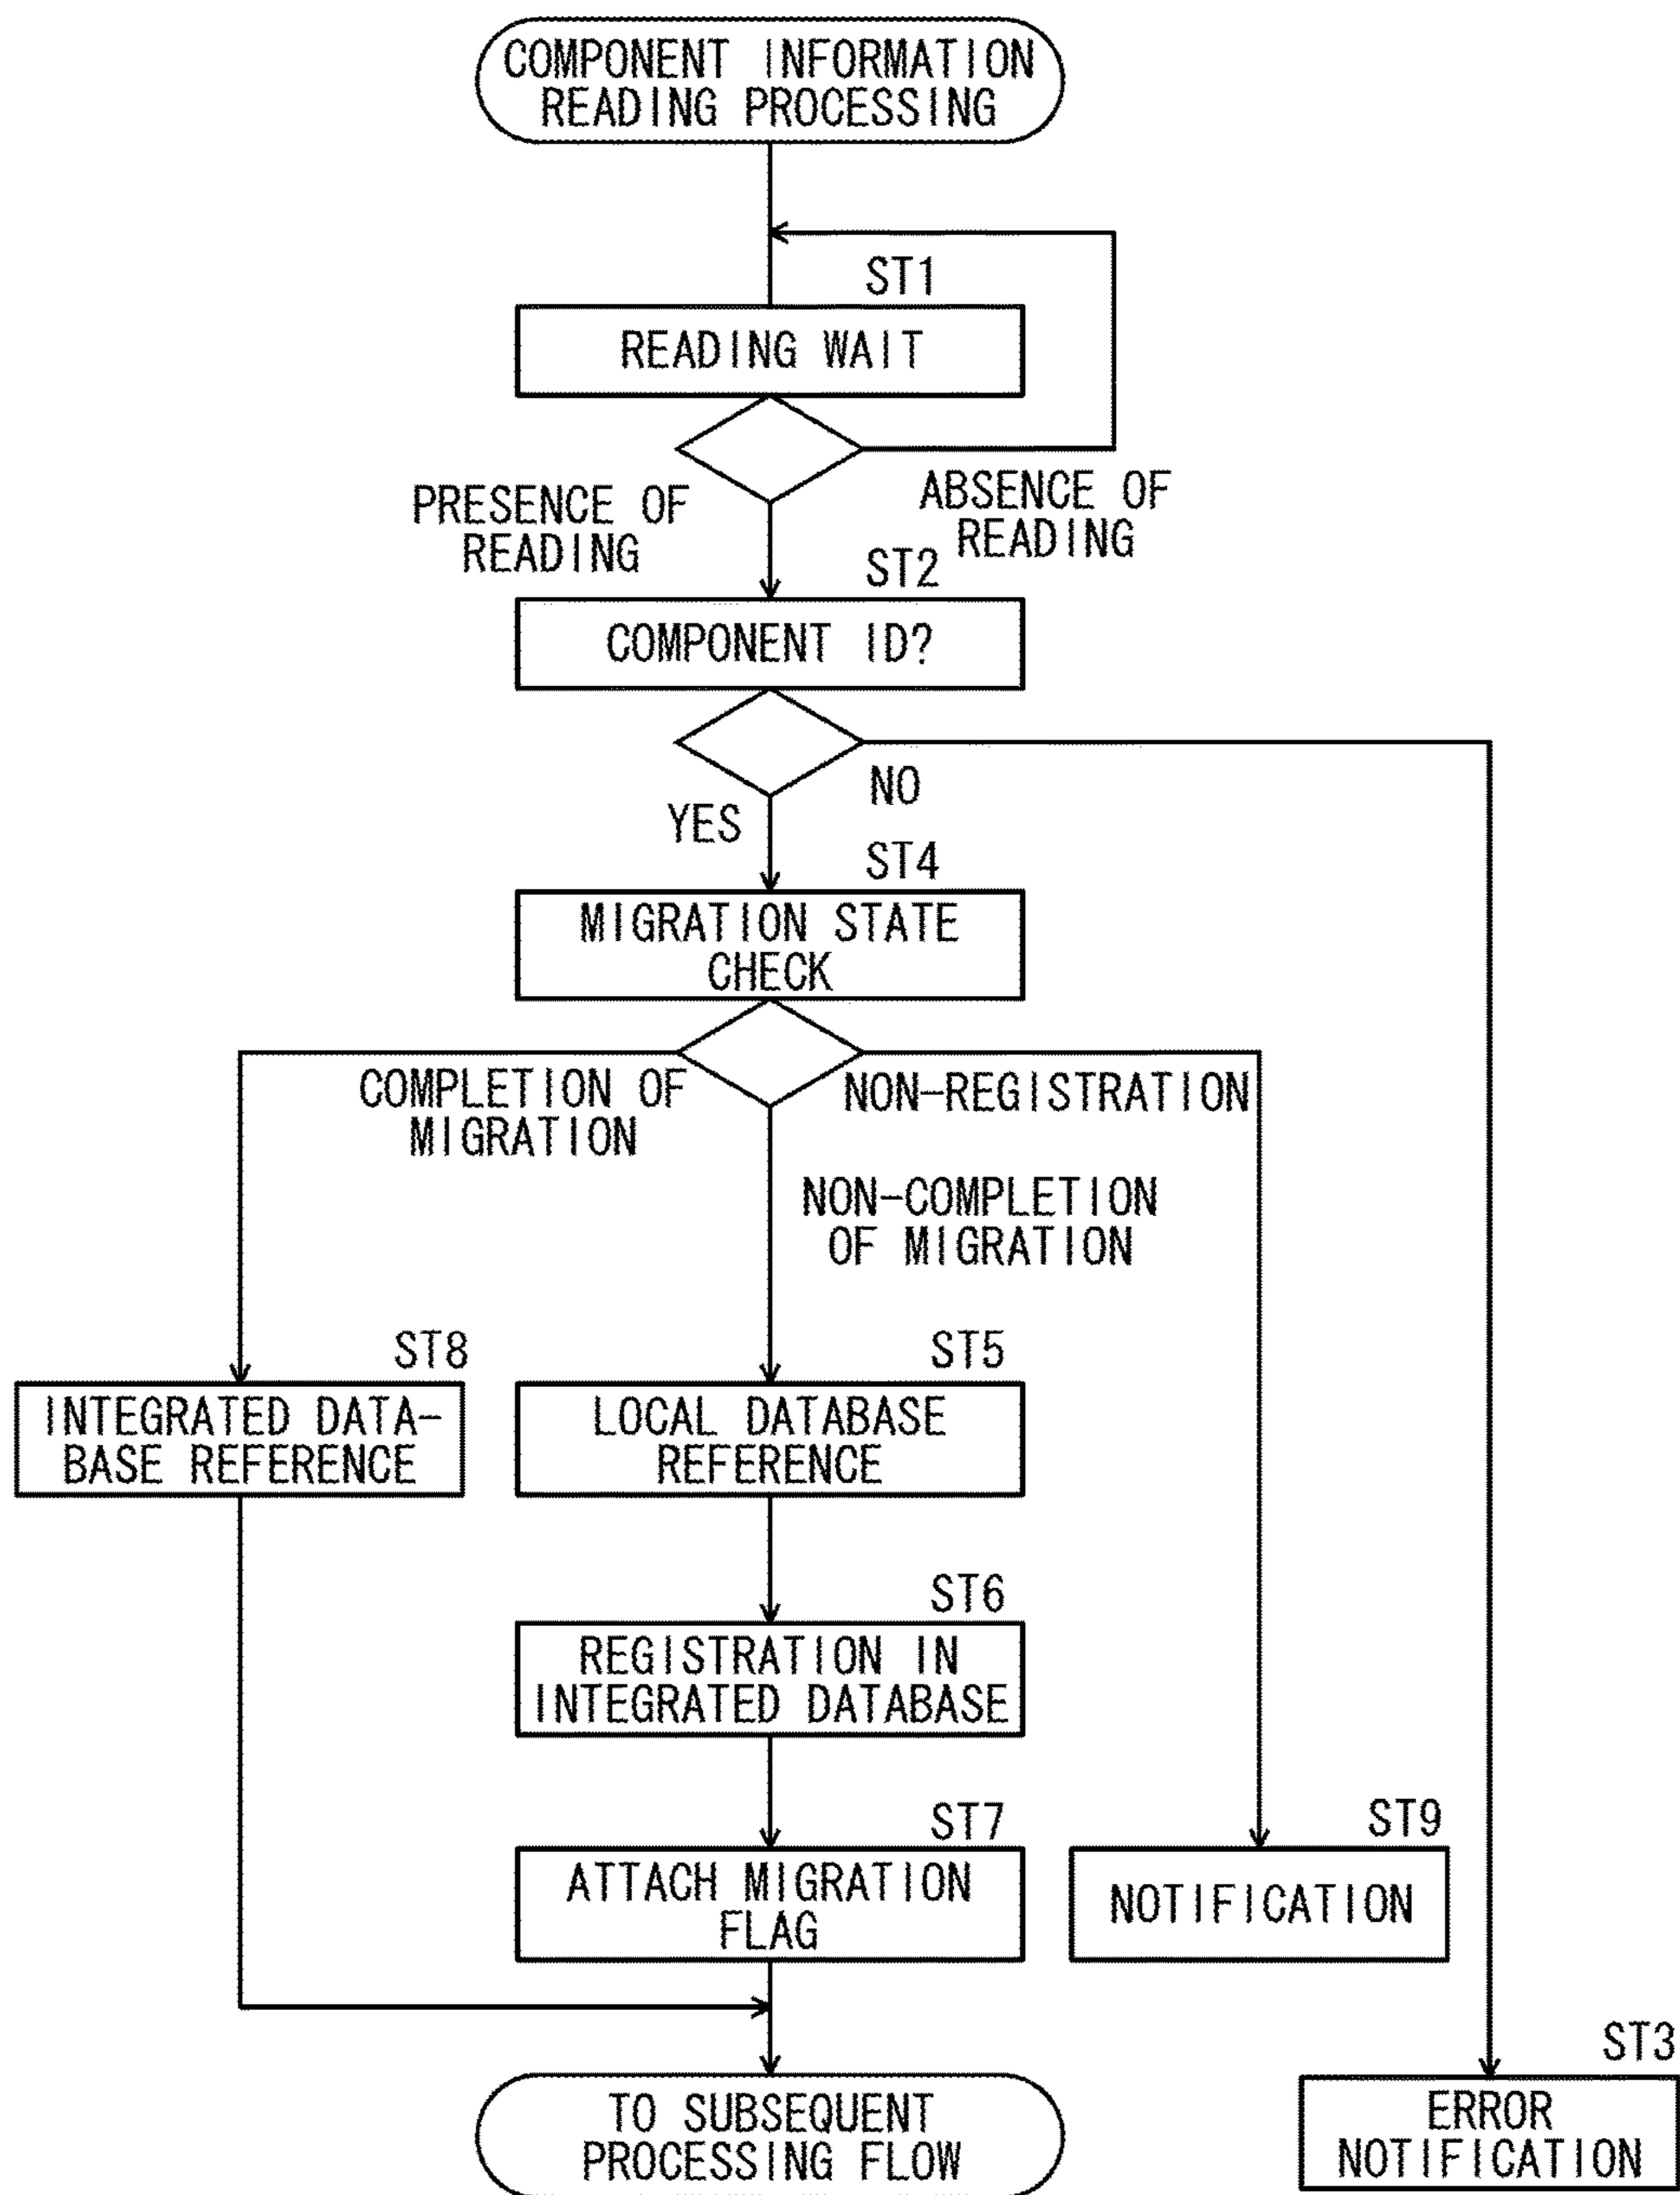 COMPONENT INFORMATION
READING PROCESSING
ST1
READING WAIT
PRESENCE OF
READING
ABSENCE OF
READING
ST2
COMPONENT ID?
NO
YES
ST4
MIGRATION STATE
CHECK
COMPLETION OF
MIGRATION
NON-REGISTRATION
NON-COMPLETION
OF MIGRATION
ST8
INTEGRATED DATA-
BASE REFERENCE
ST5
LOCAL DATABASE
REFERENCE
ST6
REGISTRATION IN
INTEGRATED DATABASE
ST7
ATTACH MIGRATION
FLAG
ST9
NOTIFICATION
ST3
ERROR
NOTIFICATION
TO SUBSEQUENT
PROCESSING FLOW